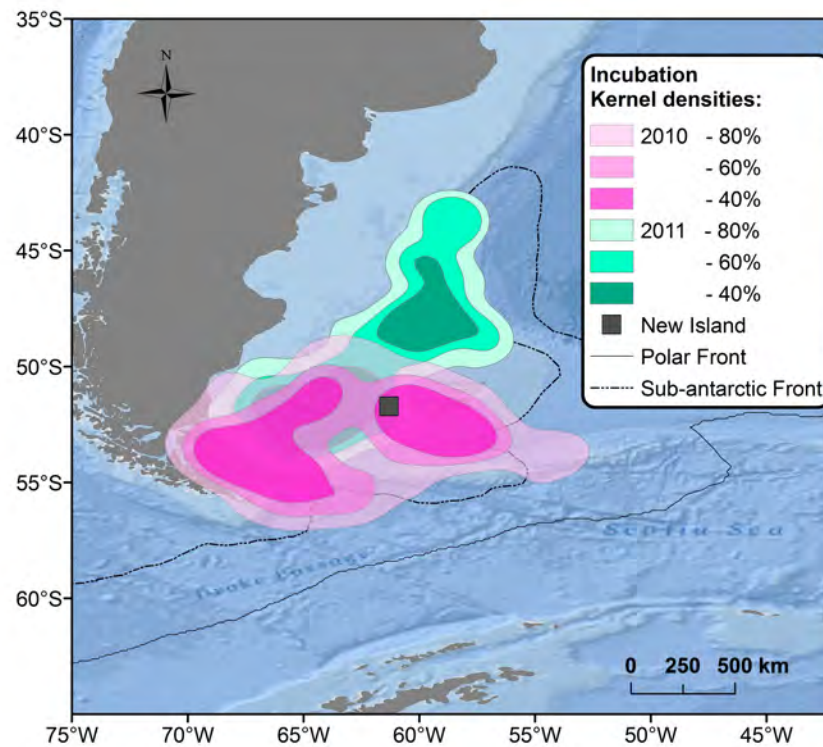 35°S
40°S
45°S
50°S
55°S
60°S
N
Incubation
Kernel densities:
2010 - 80%
- 60%
- 40%
2011 - 80%
- 60%
- 40%
New Island
Polar Front
Sub-antarctic Front
Scotia Sea
Drake Passage
0 250 500 km
75°W 70°W 65°W 60°W 55°W 50°W 45°W